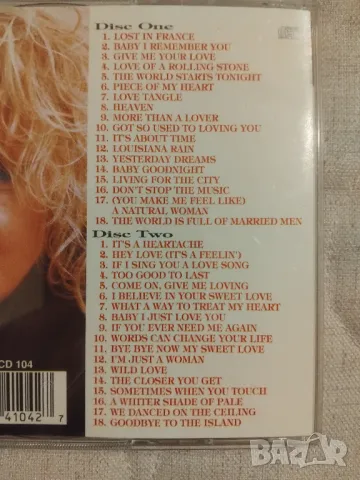 Disc One
1. LOST IN FRANCE
2. BABY I REMEMBER YOU
3. GIVE ME YOUR LOVE
4. LOVE OF A ROLLING STONE
5. THE WORLD STARTS TONIGHT
6. PIECE OF MY HEART
7. LOVE TANGLE
8. HEAVEN
9. MORE THAN A LOVER
10. GOT SO USED TO LOVING YOU
11. IT'S ABOUT TIME
12. LOUISIANA RAIN
13. YESTERDAY DREAMS
14. BABY GOODNIGHT
15. LIVING FOR THE CITY
16. DON'T STOP THE MUSIC
17. (YOU MAKE ME FEEL LIKE)
A NATURAL WOMAN
18. THE WORLD IS FULL OF MARRIED MEN
Disc Two
1. IT'S A HEARTACHE
2. HEY LOVE (IT'S A FEELIN')
3. IF I SING YOU A LOVE SONG
4. TOO GOOD TO LAST
5. COME ON, GIVE ME LOVING
6. I BELIEVE IN YOUR SWEET LOVE
7. WHAT A WAY TO TREAT MY HEART
8. BABY I JUST LOVE YOU
9. IF YOU EVER NEED ME AGAIN
10. WORDS CAN CHANGE YOUR LIFE
11. BYE BYE NOW MY SWEET LOVE
12. I'M JUST A WOMAN
13. WILD LOVE
14. THE CLOSER YOU GET
15. SOMETIMES WHEN YOU TOUCH
16. A WHITER SHADE OF PALE
17. WE DANCED ON THE CEILING
18. GOODBYE TO THE ISLAND
CD 104
41042 7
BAZAR
bg